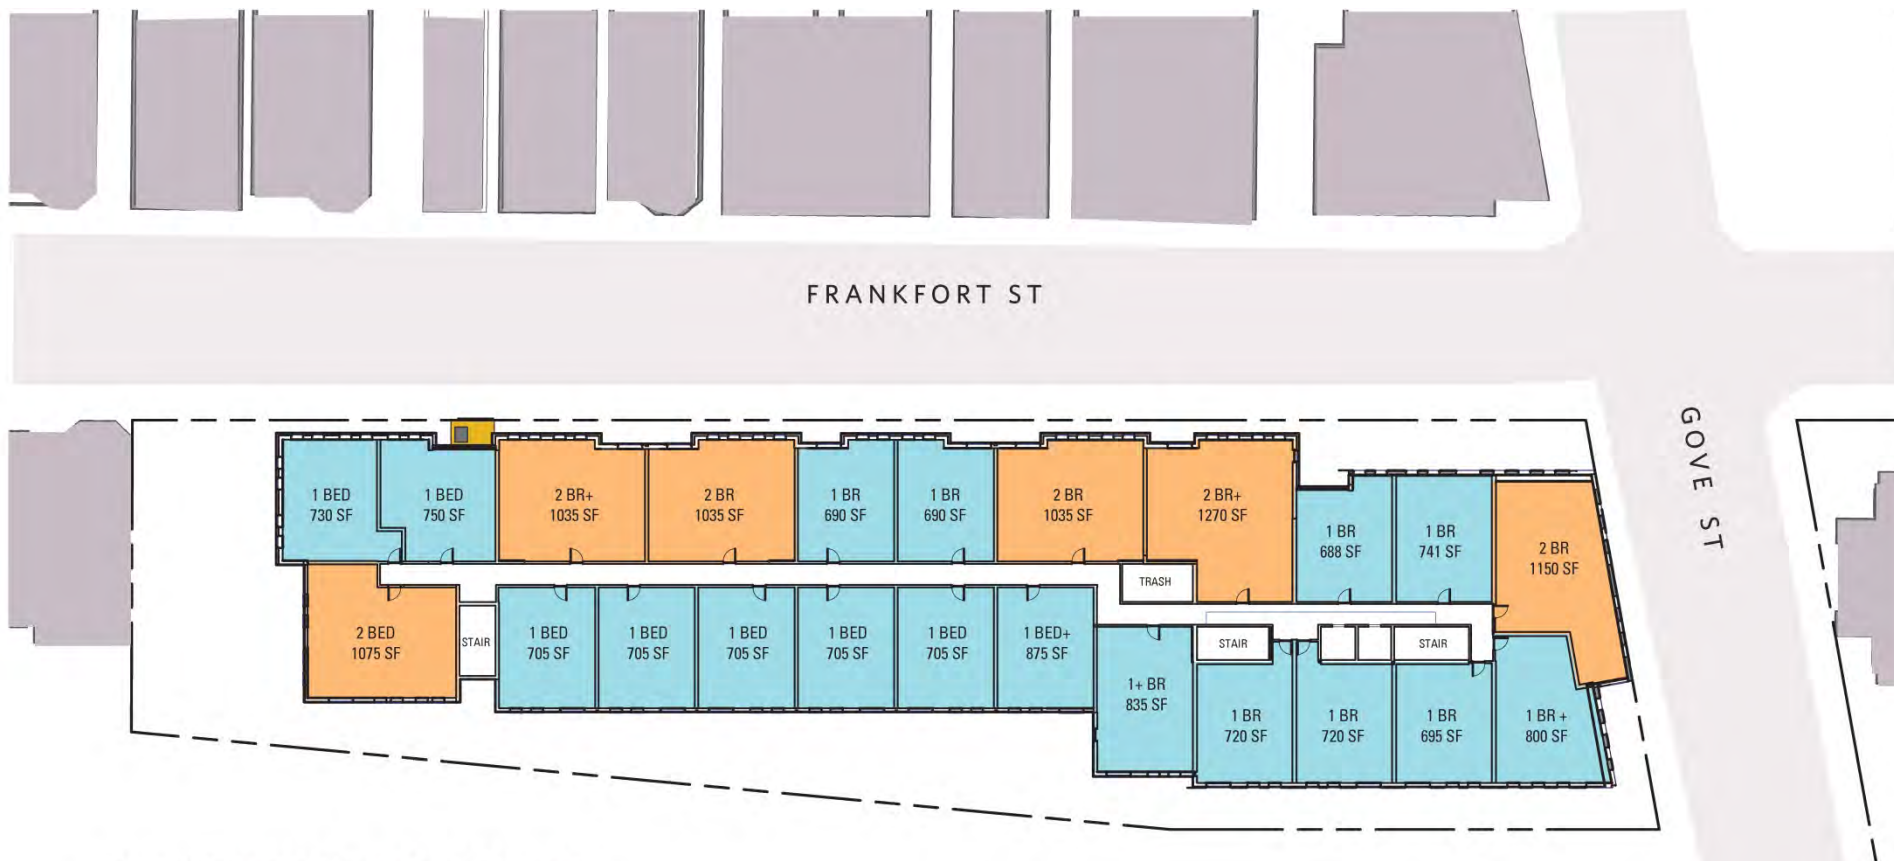 FRANKFORT ST
GOVE ST
1 BED
730 SF
1 BED
750 SF
2 BR+
1035 SF
2 BR
1035 SF
1 BR
690 SF
1 BR
690 SF
2 BR
1035 SF
2 BR+
1270 SF
1 BR
688 SF
1 BR
741 SF
2 BR
1150 SF
TRASH
2 BED
1075 SF
STAIR
1 BED
705 SF
1 BED
705 SF
1 BED
705 SF
1 BED
705 SF
1 BED
705 SF
1 BED+
875 SF
1+ BR
835 SF
STAIR
STAIR
1 BR
720 SF
1 BR
720 SF
1 BR
695 SF
1 BR +
800 SF